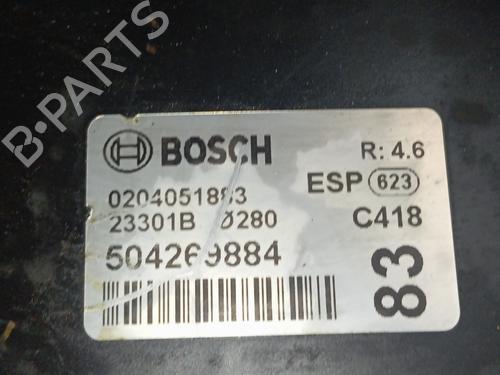 B-PARTS
BOSCH
R: 4.6
0204051883
ESP 623
23301B 0280
C418
504269884
83